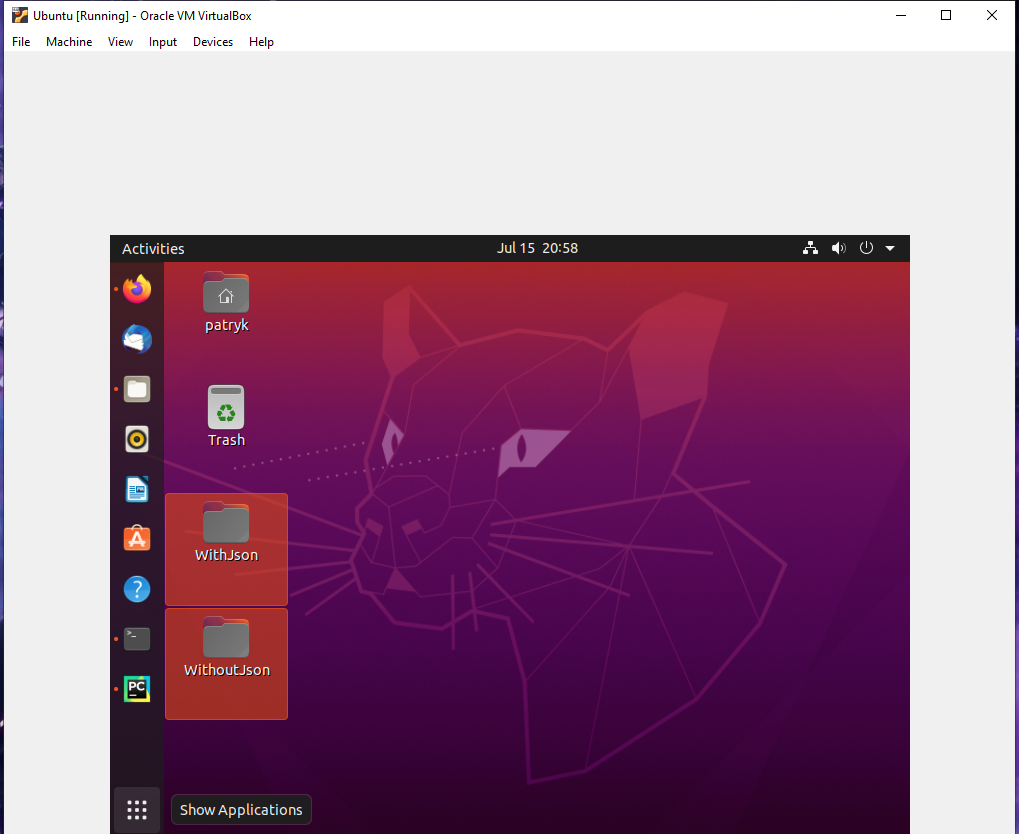 Ubuntu [Running] - Oracle VM VirtualBox
File Machine View Input Devices Help
Activities Jul 15 20:58
patryk
Trash
WithJson
WithoutJson
>_
PC
Show Applications